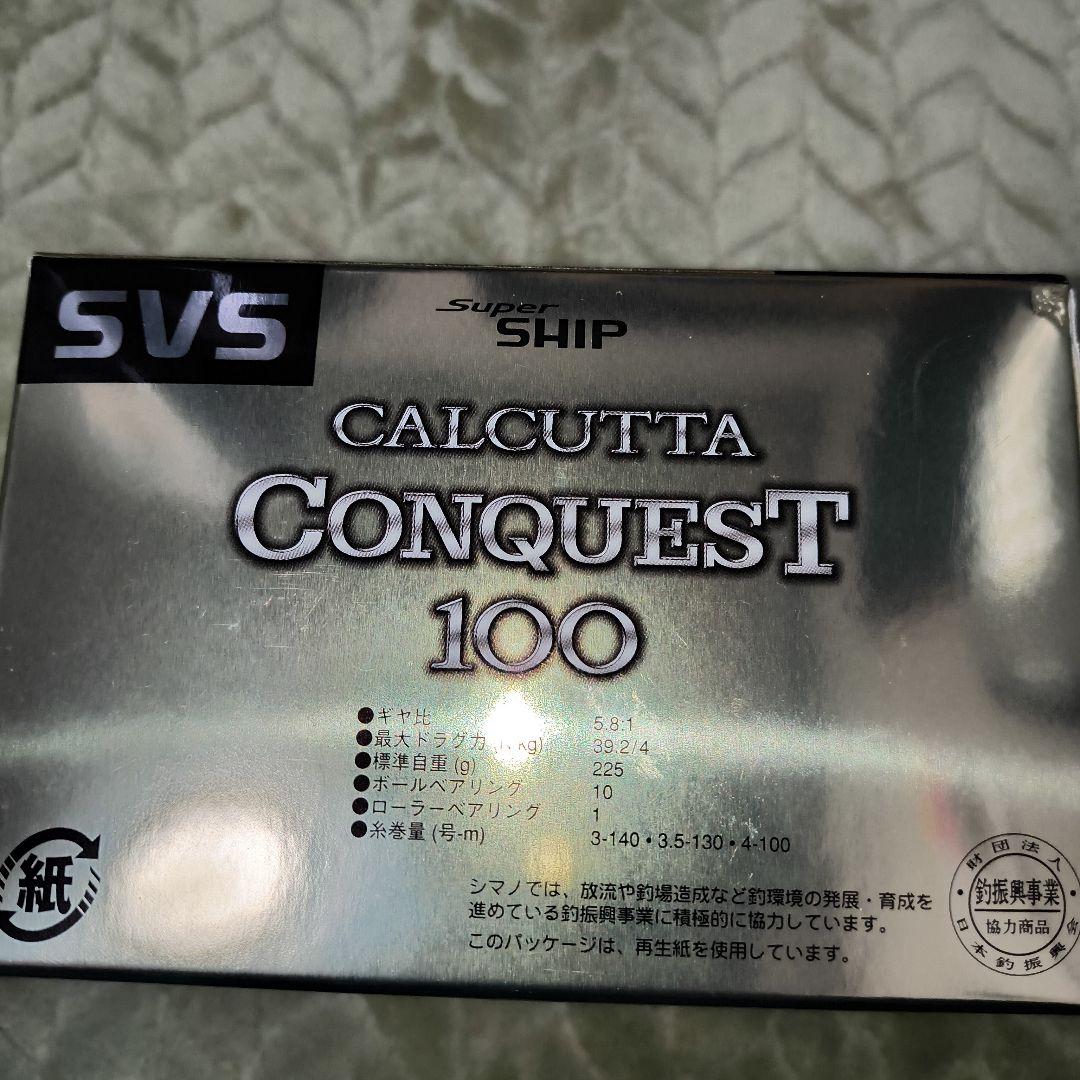 SVS
Super
SHIP
CALCUTTA
CONQUEST
100
●ギヤ比 5.8:1
●最大ドラグ力 kg) 39.2/4
●標準自重 (g) 225
●ボールベアリング 10
●ローラーベアリング 1
●糸巻量 (号-m) 3-140・3.5-130・4-100
シマノでは、放流や釣場造成など釣環境の発展・育成を
進めている釣振興事業に積極的に協力しています。
このパッケージは、再生紙を使用しています。
紙
財団法人
釣振興事業
協力商品
日本釣振興会